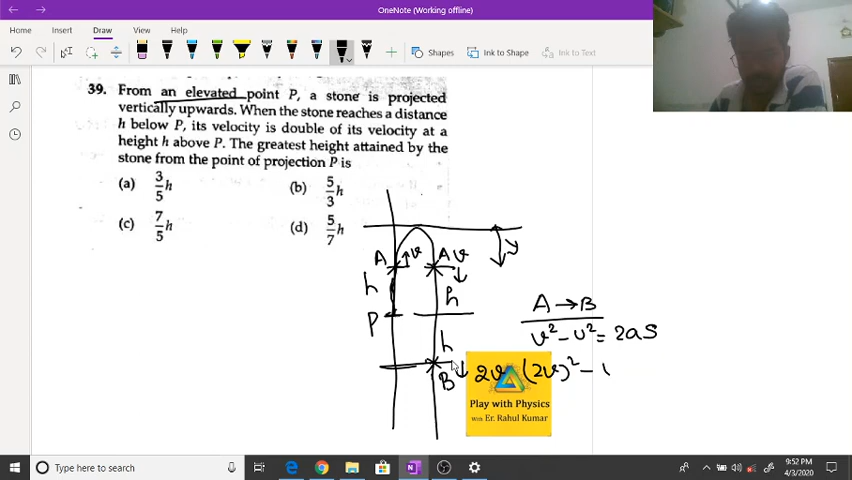 OneNote (Working offline)
Home Insert Draw View Help
Shapes Ink to Shape Ink to Text
39. From an elevated point P, a stone is projected
vertically upwards. When the stone reaches a distance
h below P, its velocity is double of its velocity at a
height h above P. The greatest height attained by the
stone from the point of projection P is
(a) 3/5 h (b) 5/3 h
(c) 7/5 h (d) 5/7 h
A v A v y
h h
P
A → B
v² - u² = 2aS
h
B 2v (2v)² -
Play with Physics
With Er. Rahul Kumar
Type here to search
9:52 PM
4/3/2020